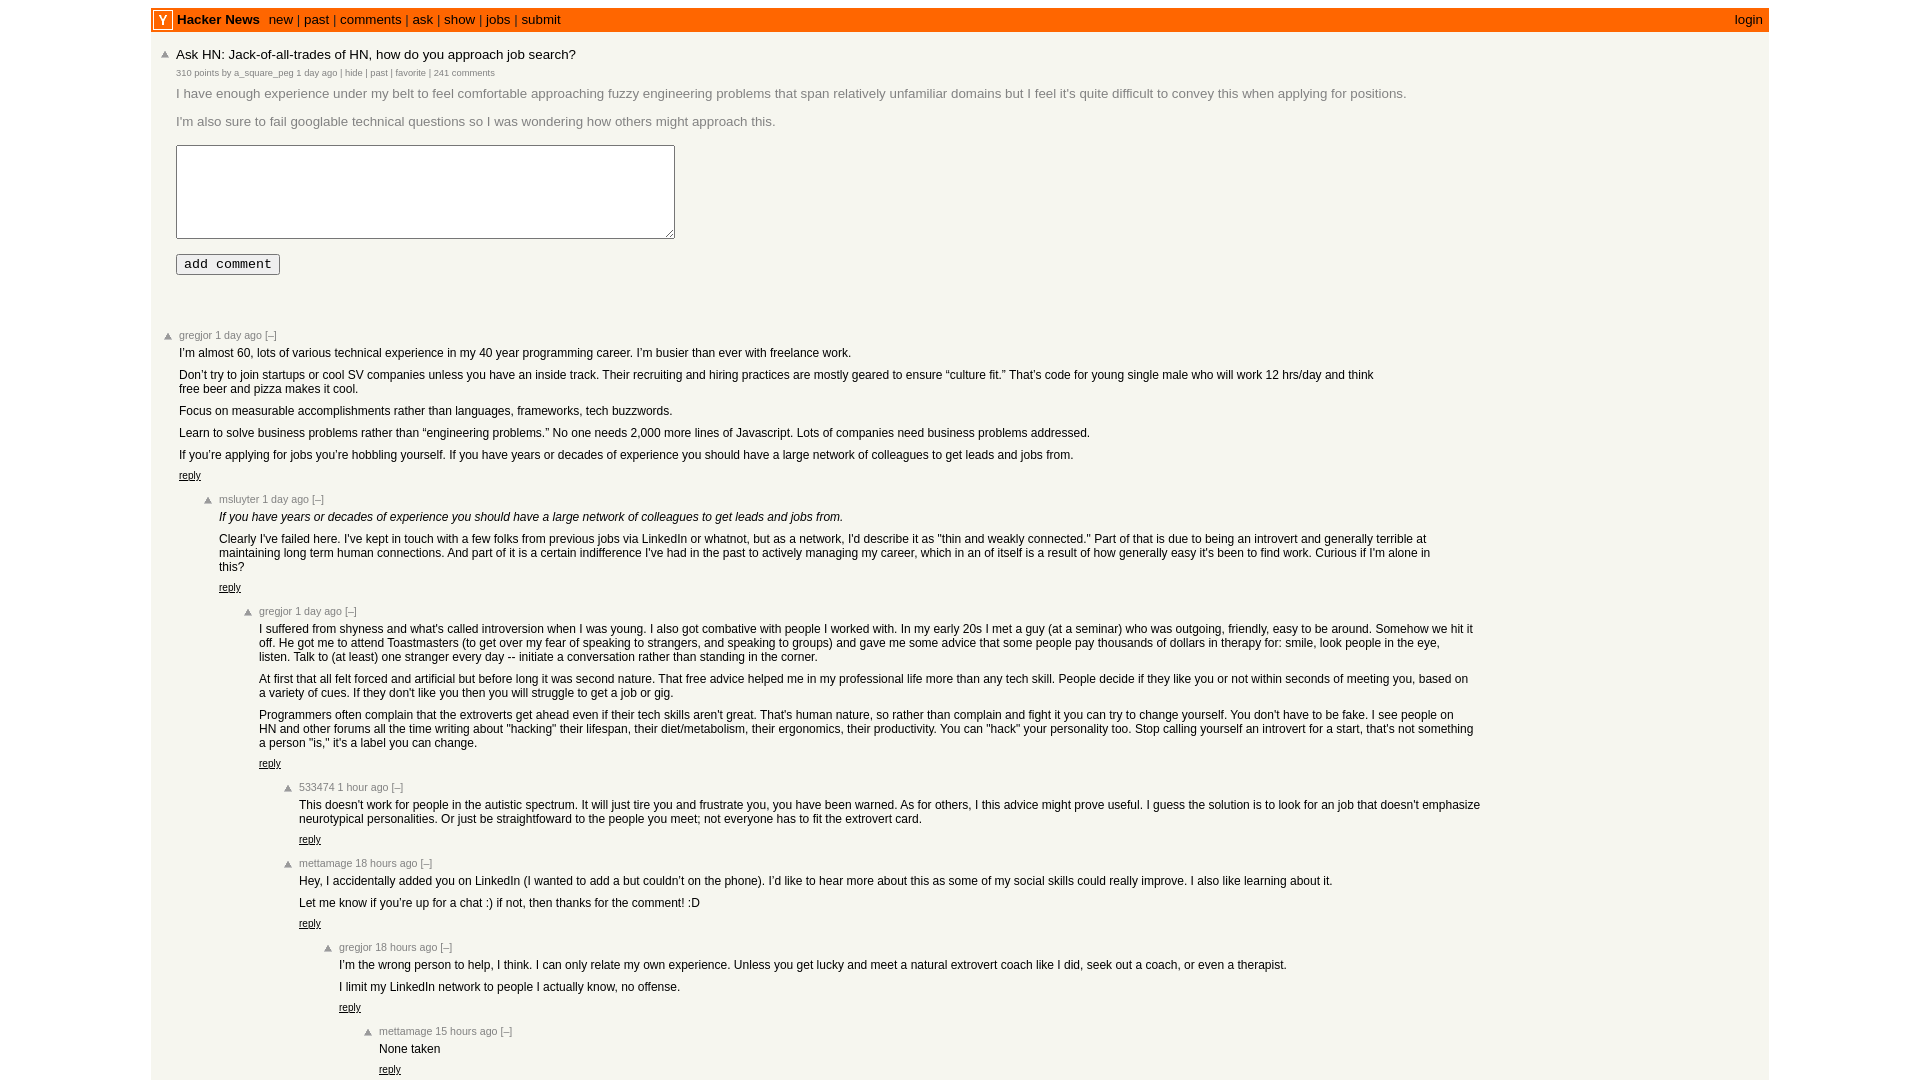 Y Hacker News new | past | comments | ask | show | jobs | submit login
Ask HN: Jack-of-all-trades of HN, how do you approach job search?
310 points by a_square_peg 1 day ago | hide | past | favorite | 241 comments
I have enough experience under my belt to feel comfortable approaching fuzzy engineering problems that span relatively unfamiliar domains but I feel it's quite difficult to convey this when applying for positions.
I'm also sure to fail googlable technical questions so I was wondering how others might approach this.
add comment
gregjor 1 day ago [–]
I’m almost 60, lots of various technical experience in my 40 year programming career. I’m busier than ever with freelance work.
Don’t try to join startups or cool SV companies unless you have an inside track. Their recruiting and hiring practices are mostly geared to ensure “culture fit.” That’s code for young single male who will work 12 hrs/day and think
free beer and pizza makes it cool.
Focus on measurable accomplishments rather than languages, frameworks, tech buzzwords.
Learn to solve business problems rather than “engineering problems.” No one needs 2,000 more lines of Javascript. Lots of companies need business problems addressed.
If you’re applying for jobs you’re hobbling yourself. If you have years or decades of experience you should have a large network of colleagues to get leads and jobs from.
reply
msluyter 1 day ago [–]
If you have years or decades of experience you should have a large network of colleagues to get leads and jobs from.
Clearly I've failed here. I've kept in touch with a few folks from previous jobs via LinkedIn or whatnot, but as a network, I'd describe it as "thin and weakly connected." Part of that is due to being an introvert and generally terrible at
maintaining long term human connections. And part of it is a certain indifference I've had in the past to actively managing my career, which in an of itself is a result of how generally easy it's been to find work. Curious if I'm alone in
this?
reply
gregjor 1 day ago [–]
I suffered from shyness and what's called introversion when I was young. I also got combative with people I worked with. In my early 20s I met a guy (at a seminar) who was outgoing, friendly, easy to be around. Somehow we hit it
off. He got me to attend Toastmasters (to get over my fear of speaking to strangers, and speaking to groups) and gave me some advice that some people pay thousands of dollars in therapy for: smile, look people in the eye,
listen. Talk to (at least) one stranger every day -- initiate a conversation rather than standing in the corner.
At first that all felt forced and artificial but before long it was second nature. That free advice helped me in my professional life more than any tech skill. People decide if they like you or not within seconds of meeting you, based on
a variety of cues. If they don't like you then you will struggle to get a job or gig.
Programmers often complain that the extroverts get ahead even if their tech skills aren't great. That's human nature, so rather than complain and fight it you can try to change yourself. You don't have to be fake. I see people on
HN and other forums all the time writing about "hacking" their lifespan, their diet/metabolism, their ergonomics, their productivity. You can "hack" your personality too. Stop calling yourself an introvert for a start, that's not something
a person "is," it's a label you can change.
reply
533474 1 hour ago [–]
This doesn't work for people in the autistic spectrum. It will just tire you and frustrate you, you have been warned. As for others, I this advice might prove useful. I guess the solution is to look for an job that doesn't emphasize
neurotypical personalities. Or just be straightfoward to the people you meet; not everyone has to fit the extrovert card.
reply
mettamage 18 hours ago [–]
Hey, I accidentally added you on LinkedIn (I wanted to add a but couldn’t on the phone). I’d like to hear more about this as some of my social skills could really improve. I also like learning about it.
Let me know if you’re up for a chat :) if not, then thanks for the comment! :D
reply
gregjor 18 hours ago [–]
I’m the wrong person to help, I think. I can only relate my own experience. Unless you get lucky and meet a natural extrovert coach like I did, seek out a coach, or even a therapist.
I limit my LinkedIn network to people I actually know, no offense.
reply
mettamage 15 hours ago [–]
None taken
reply